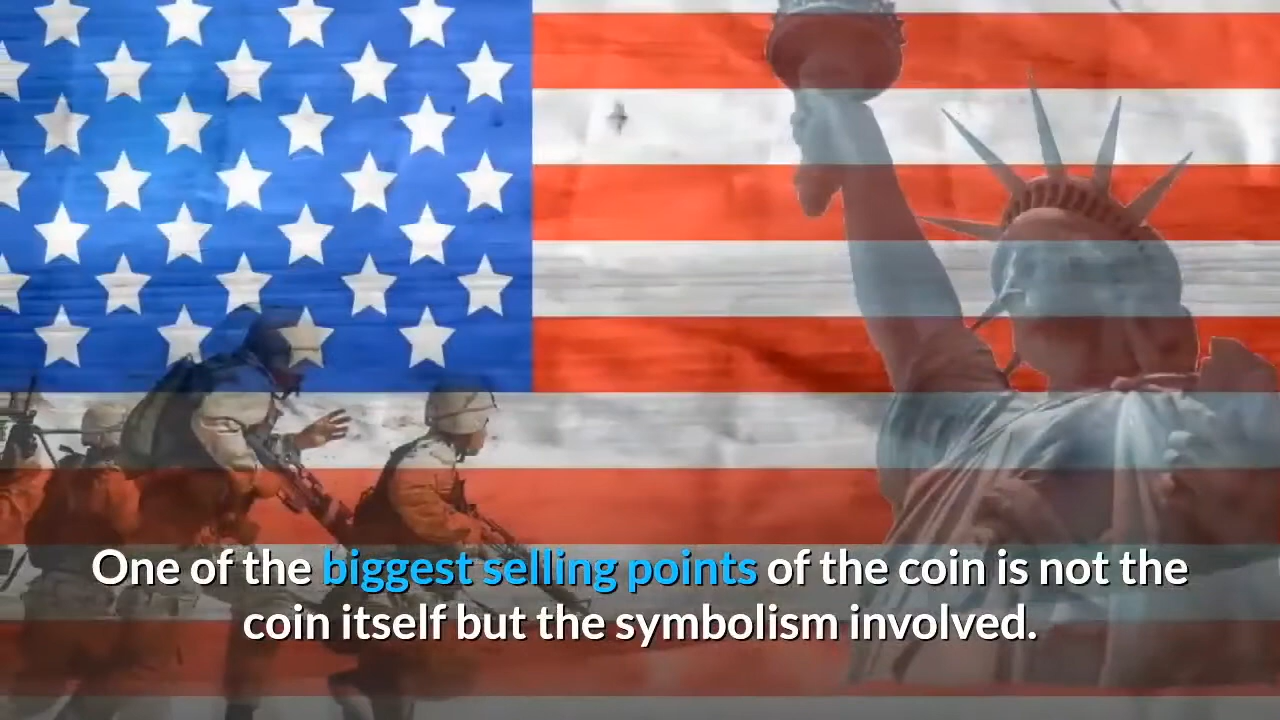 One of the biggest selling points of the coin is not the
coin itself but the symbolism involved.